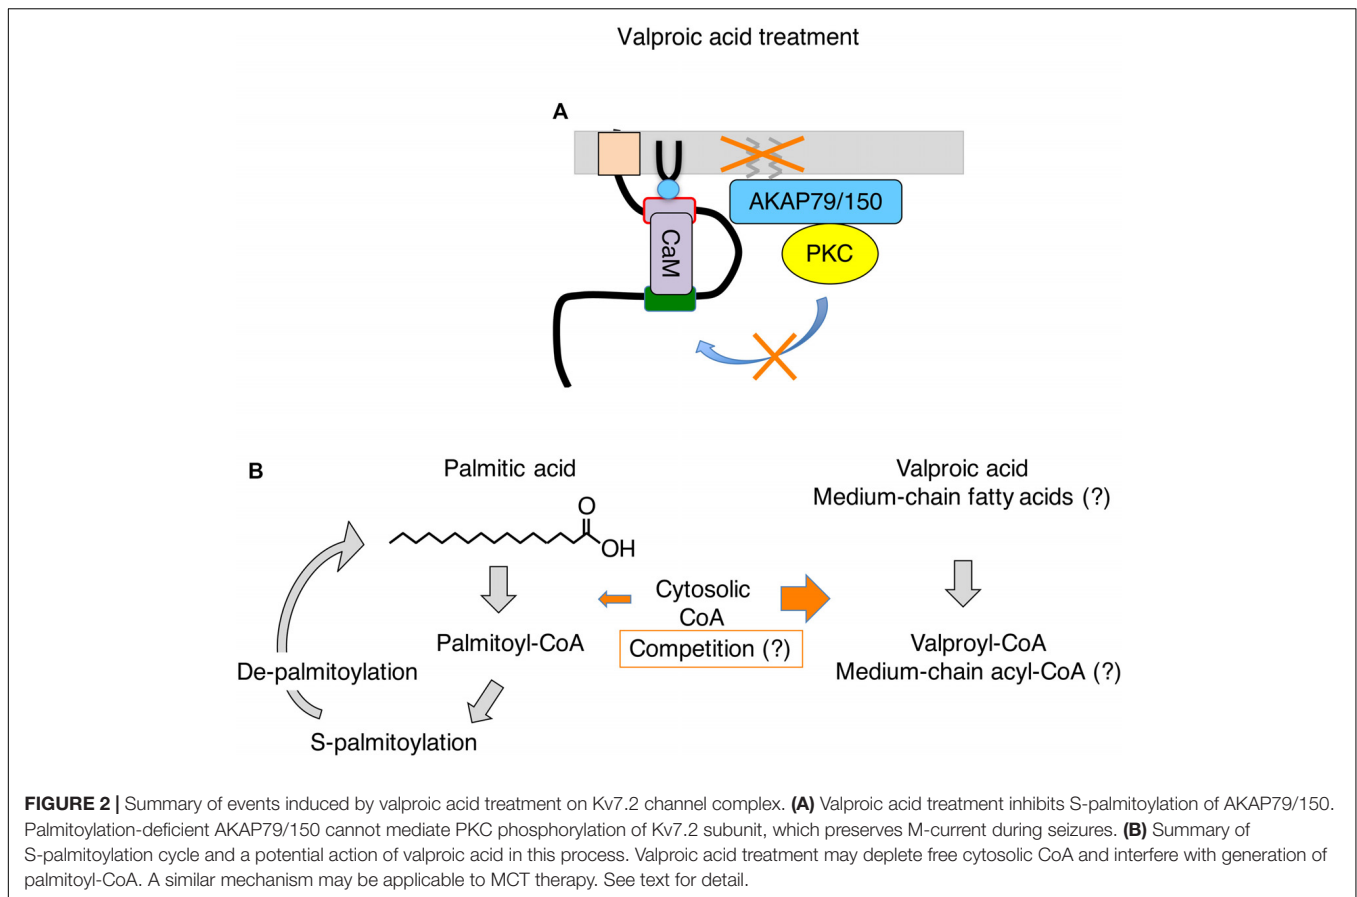 Valproic acid treatment
A
AKAP79/150
CaM
PKC
B
Palmitic acid
Valproic acid
Medium-chain fatty acids (?)
O
OH
Cytosolic
CoA
Competition (?)
Palmitoyl-CoA
Valproyl-CoA
Medium-chain acyl-CoA (?)
De-palmitoylation
S-palmitoylation
FIGURE 2 | Summary of events induced by valproic acid treatment on Kv7.2 channel complex. (A) Valproic acid treatment inhibits S-palmitoylation of AKAP79/150.
Palmitoylation-deficient AKAP79/150 cannot mediate PKC phosphorylation of Kv7.2 subunit, which preserves M-current during seizures. (B) Summary of
S-palmitoylation cycle and a potential action of valproic acid in this process. Valproic acid treatment may deplete free cytosolic CoA and interfere with generation of
palmitoyl-CoA. A similar mechanism may be applicable to MCT therapy. See text for detail.